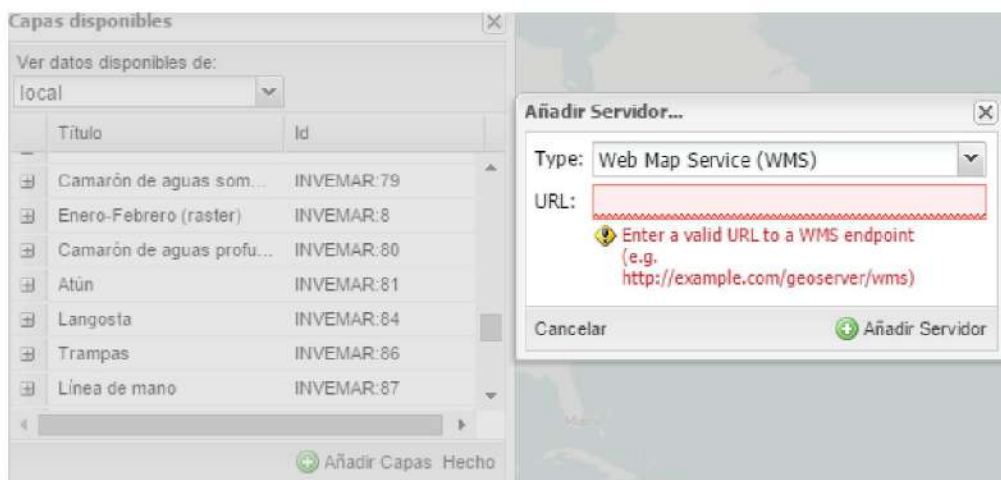 Capas disponibles
Ver datos disponibles de:
local
Título Id
Camarón de aguas som... INVEMAR:79
Enero-Febrero (raster) INVEMAR:8
Camarón de aguas profu... INVEMAR:80
Atún INVEMAR:81
Langosta INVEMAR:84
Trampas INVEMAR:86
Línea de mano INVEMAR:87
Añadir Capas Hecho
Añadir Servidor...
Type: Web Map Service (WMS)
URL:
Enter a valid URL to a WMS endpoint
(e.g.
http://example.com/geoserver/wms)
Cancelar Añadir Servidor